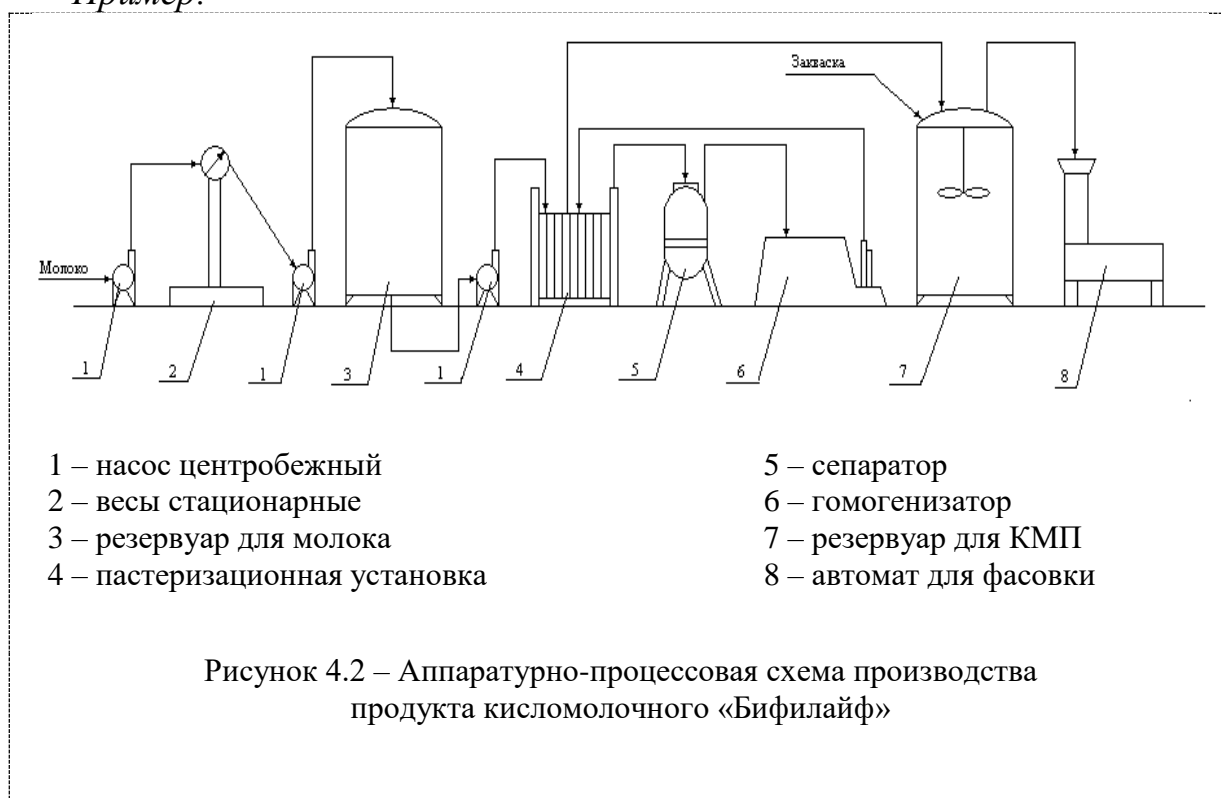 Пример:
Закваска
Молоко
1
2
1
3
1
4
5
6
7
8
1 – насос центробежный
2 – весы стационарные
3 – резервуар для молока
4 – пастеризационная установка
5 – сепаратор
6 – гомогенизатор
7 – резервуар для КМП
8 – автомат для фасовки
Рисунок 4.2 – Аппаратурно-процессовая схема производства
продукта кисломолочного «Бифилайф»